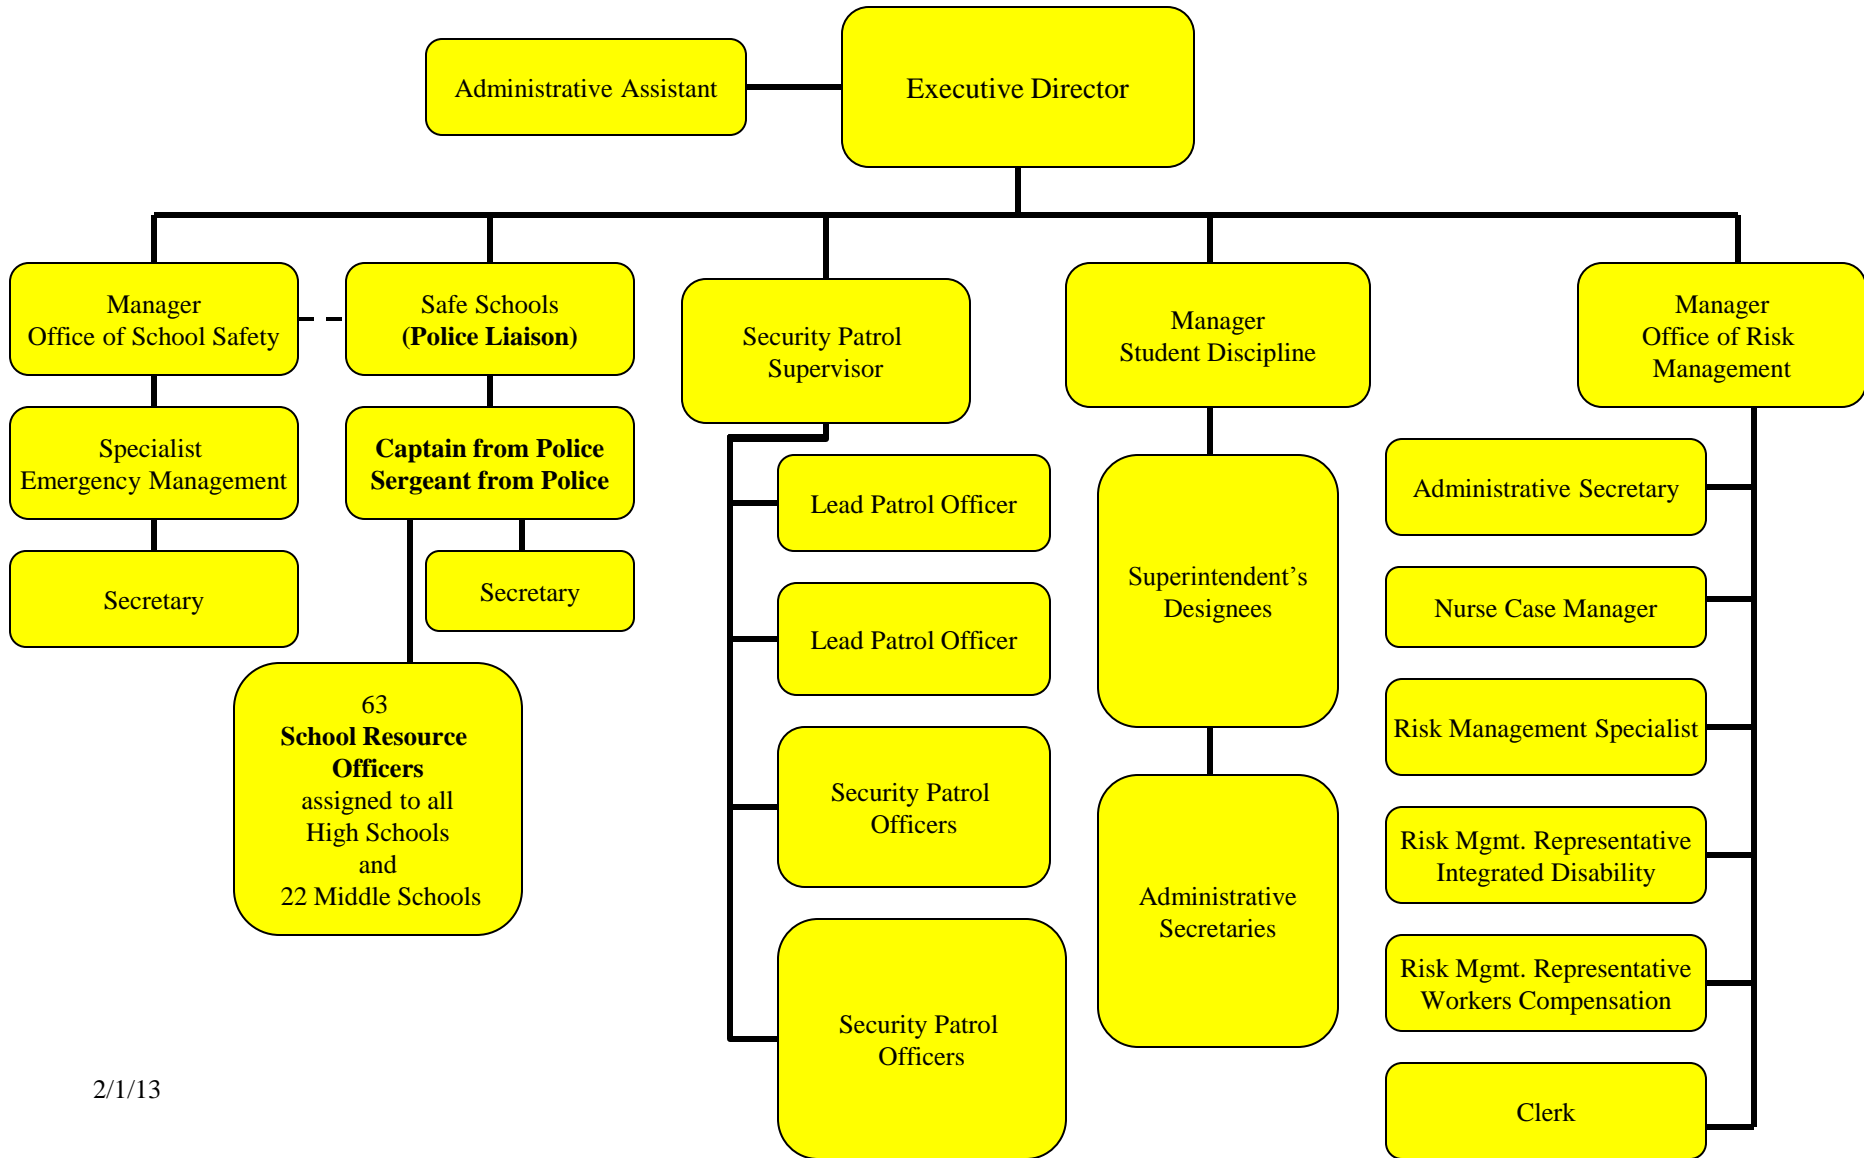 Administrative Assistant
Executive Director
Manager
Office of School Safety
Safe Schools
(Police Liaison)
Security Patrol
Supervisor
Manager
Student Discipline
Manager
Office of Risk
Management
Specialist
Emergency Management
Secretary
Captain from Police
Sergeant from Police
Secretary
63
School Resource
Officers
assigned to all
High Schools
and
22 Middle Schools
Lead Patrol Officer
Lead Patrol Officer
Security Patrol
Officers
Security Patrol
Officers
Superintendent’s
Designees
Administrative
Secretaries
Administrative Secretary
Nurse Case Manager
Risk Management Specialist
Risk Mgmt. Representative
Integrated Disability
Risk Mgmt. Representative
Workers Compensation
Clerk
2/1/13